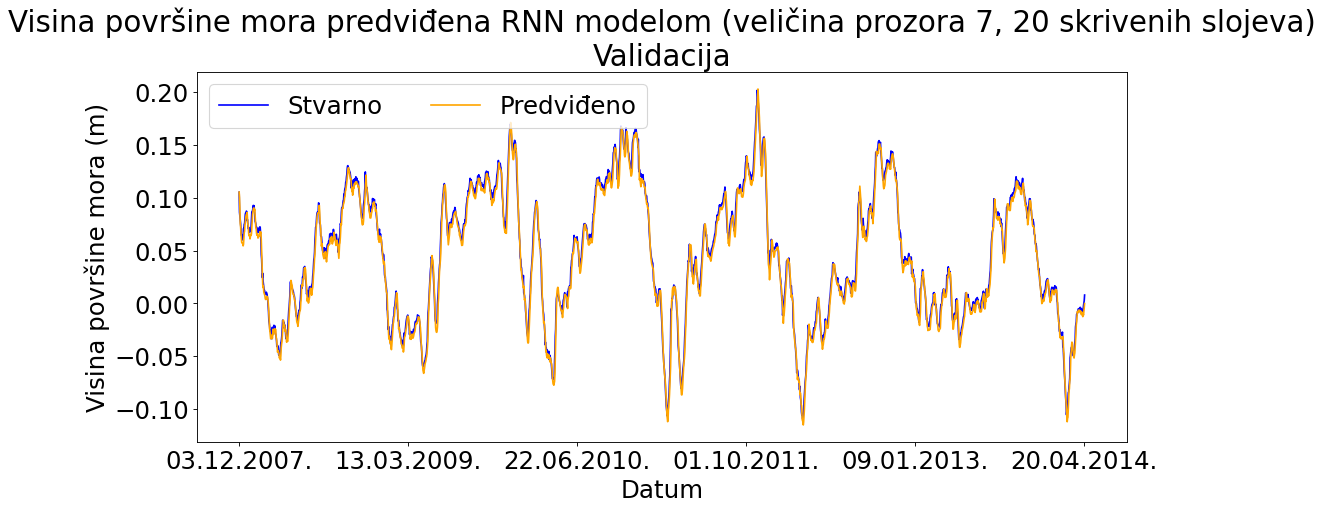 Visina površine mora predviđena RNN modelom (veličina prozora 7, 20 skrivenih slojeva)
Validacija
Stvarno Predviđeno
Visina površine mora (m)
0.20
0.15
0.10
0.05
0.00
−0.05
−0.10
03.12.2007. 13.03.2009. 22.06.2010. 01.10.2011. 09.01.2013. 20.04.2014.
Datum